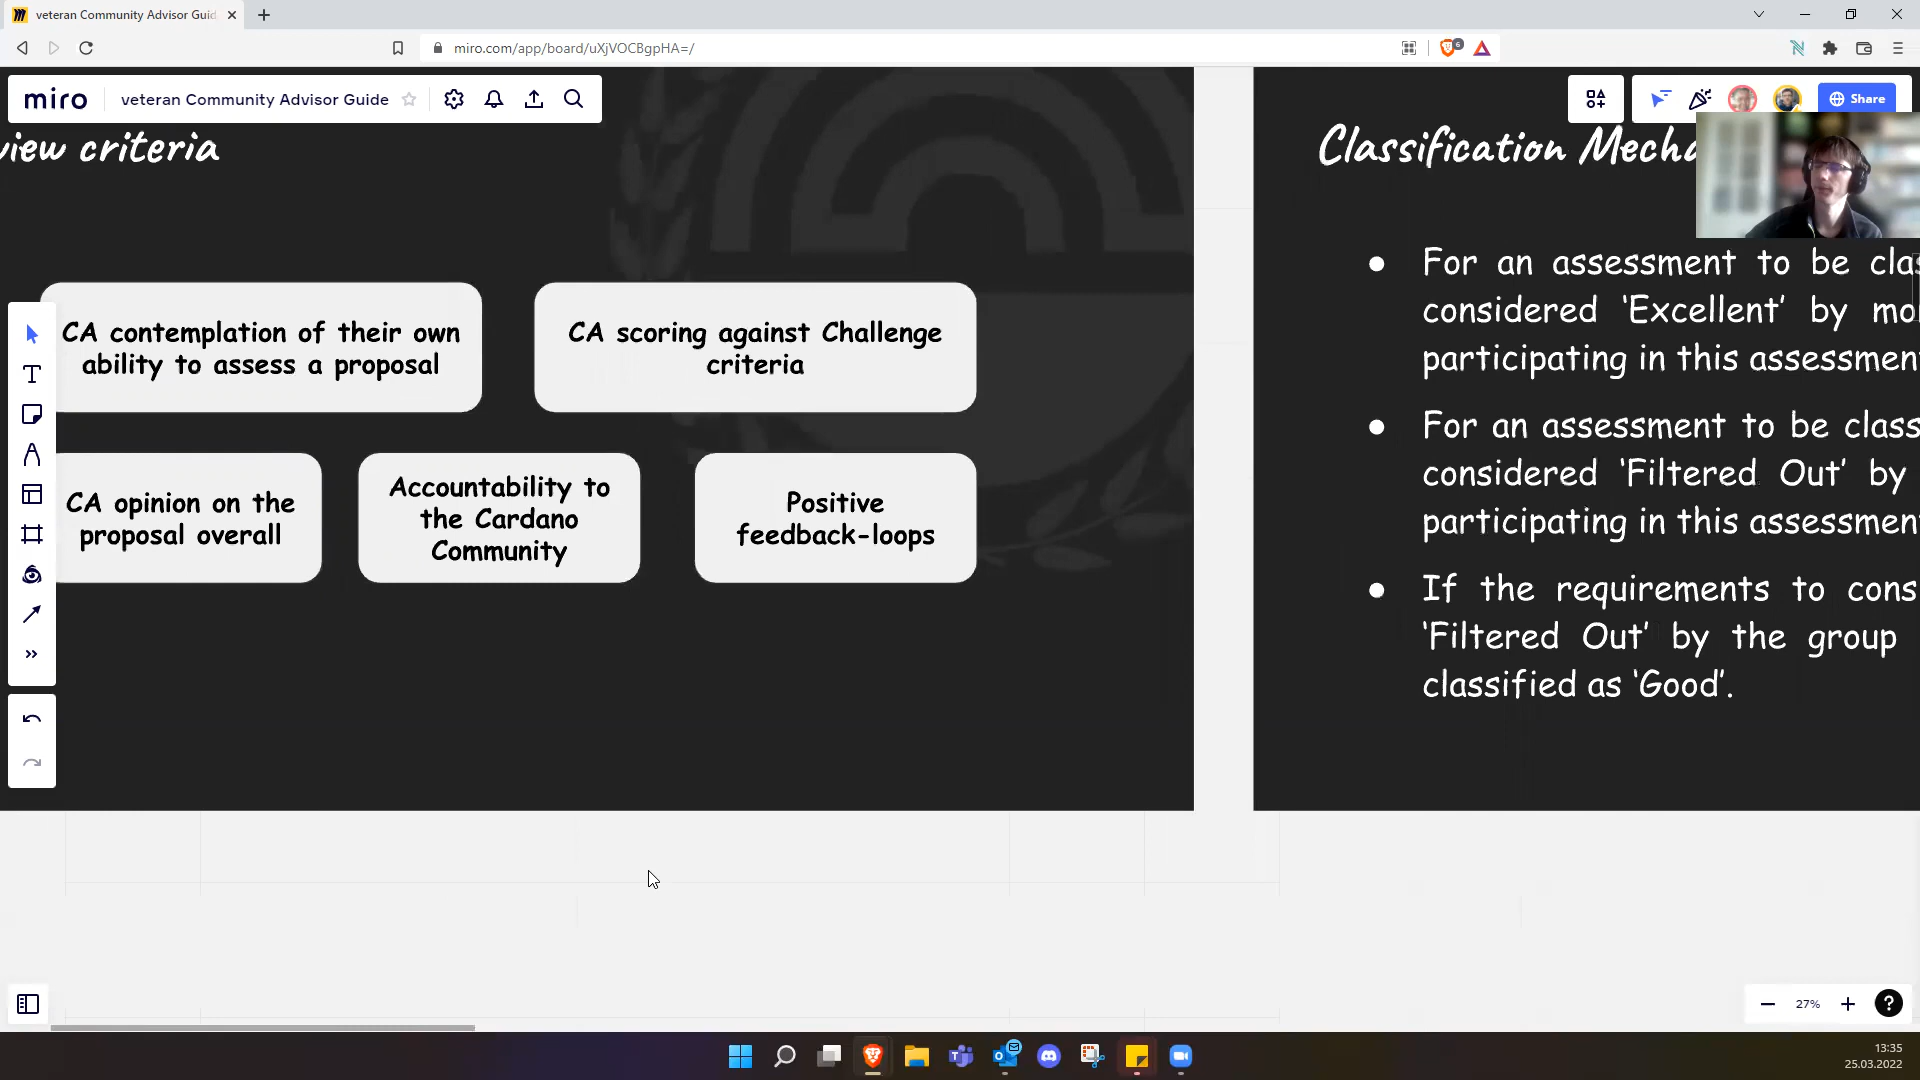 veteran Community Advisor Guid
miro.com/app/board/uXjVOCBgpHA=/
6
miro
veteran Community Advisor Guide
Share
view criteria
Classification Mecha
CA contemplation of their own
ability to assess a proposal
CA scoring against Challenge
criteria
CA opinion on the
proposal overall
Accountability to
the Cardano
Community
Positive
feedback-loops
For an assessment to be clas
considered ‘Excellent’ by mo
participating in this assessment
For an assessment to be class
considered ‘Filtered Out’ by
participating in this assessment
If the requirements to cons
‘Filtered Out’ by the group
classified as ‘Good’.
27%
13:35
25.03.2022